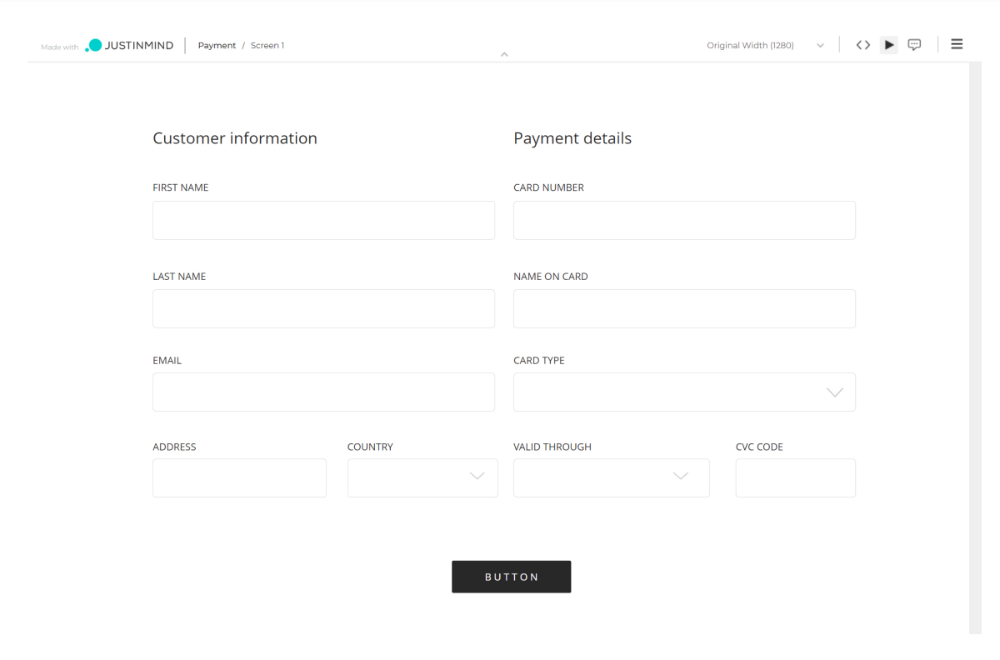 Made with JUSTINMIND Payment / Screen 1 Original Width (1280)
Customer information
FIRST NAME
LAST NAME
EMAIL
ADDRESS COUNTRY
Payment details
CARD NUMBER
NAME ON CARD
CARD TYPE
VALID THROUGH CVC CODE
BUTTON